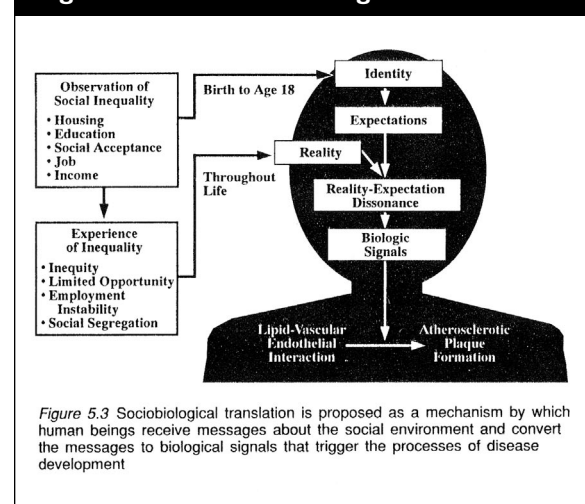 Observation of
Social Inequality
• Housing
• Education
• Social Acceptance
• Job
• Income
Birth to Age 18
Identity
Expectations
Reality
Throughout
Life
Reality-Expectation
Dissonance
Experience
of Inequality
• Inequity
• Limited Opportunity
• Employment
Instability
• Social Segregation
Biologic
Signals
Lipid-Vascular
Endothelial
Interaction
Atherosclerotic
Plaque
Formation
Figure 5.3 Sociobiological translation is proposed as a mechanism by which
human beings receive messages about the social environment and convert
the messages to biological signals that trigger the processes of disease
development